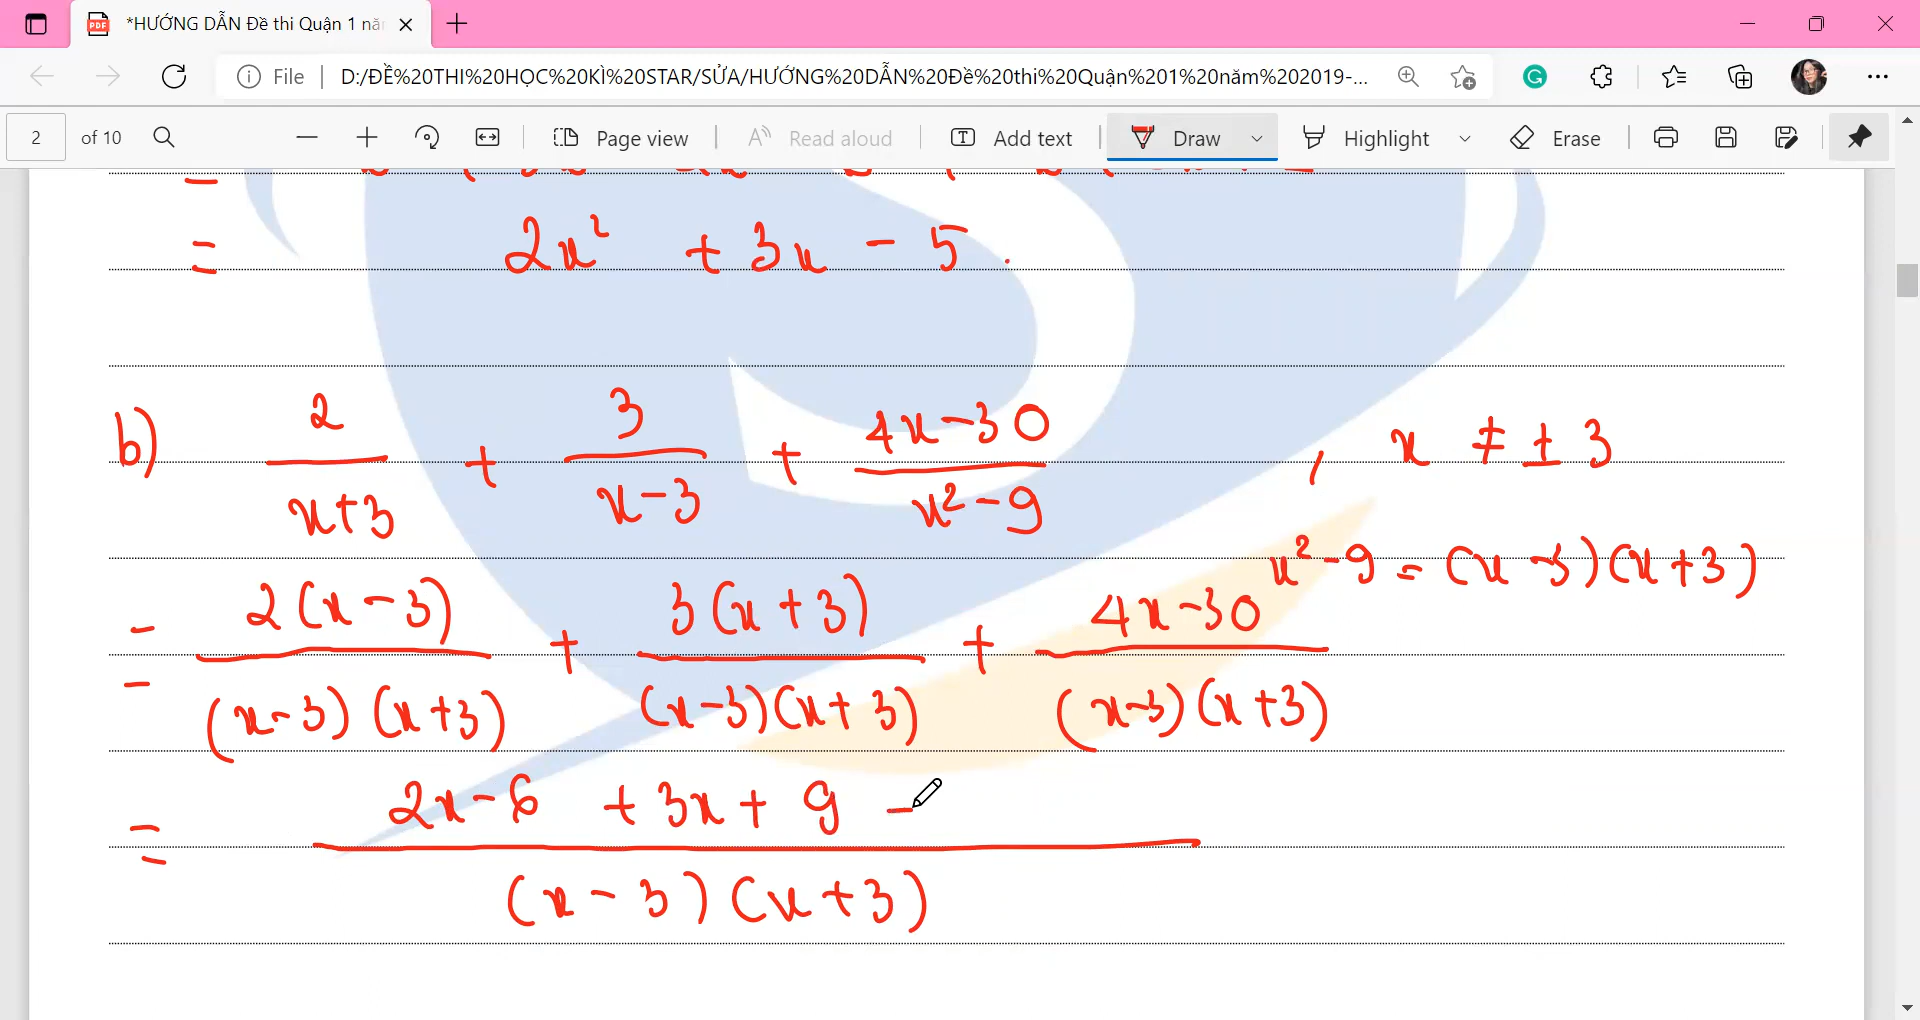 *HƯỚNG DẪN Đề thi Quận 1 nă
File D:/ĐỀ%20THI%20HỌC%20KÌ%20STAR/SỬA/HƯỚNG%20DẪN%20Đề%20thi%20Quận%201%20năm%202019-...
2 of 10 Page view Read aloud Add text Draw Highlight Erase
= 2x² + 3x - 5.
b) 2/(x+3) + 3/(x-3) + (4x-30)/(x²-9) , x ≠ ± 3
x²-9 = (x-3)(x+3)
= 2(x-3)/((x-3)(x+3)) + 3(x+3)/((x-3)(x+3)) + (4x-30)/((x-3)(x+3))
= (2x-6 + 3x + 9 -)/((x-3)(x+3))